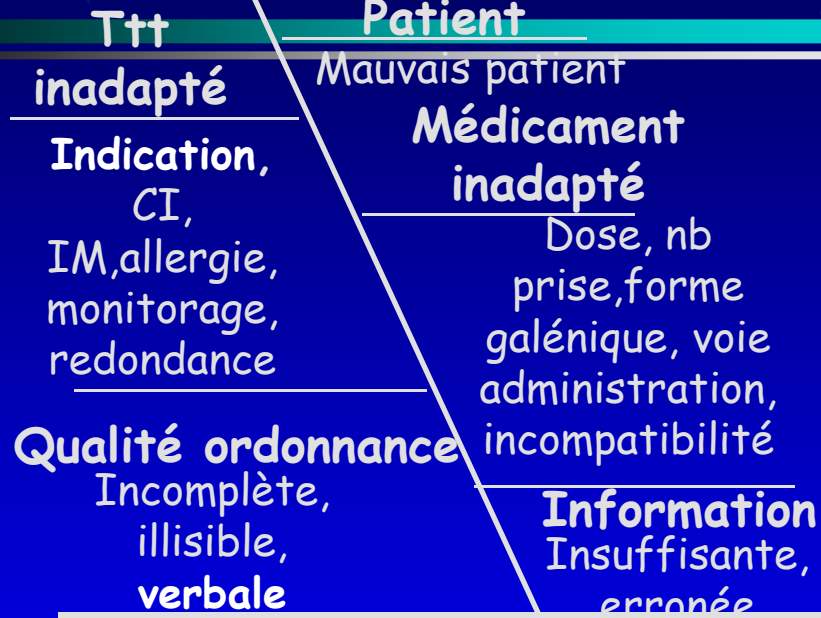 Ttt
inadapté
Indication,
CI,
IM,allergie,
monitorage,
redondance
Qualité ordonnance
Incomplète,
illisible,
verbale
Patient
Mauvais patient
Médicament
inadapté
Dose, nb
prise,forme
galénique, voie
administration,
incompatibilité
Information
Insuffisante,
erronée